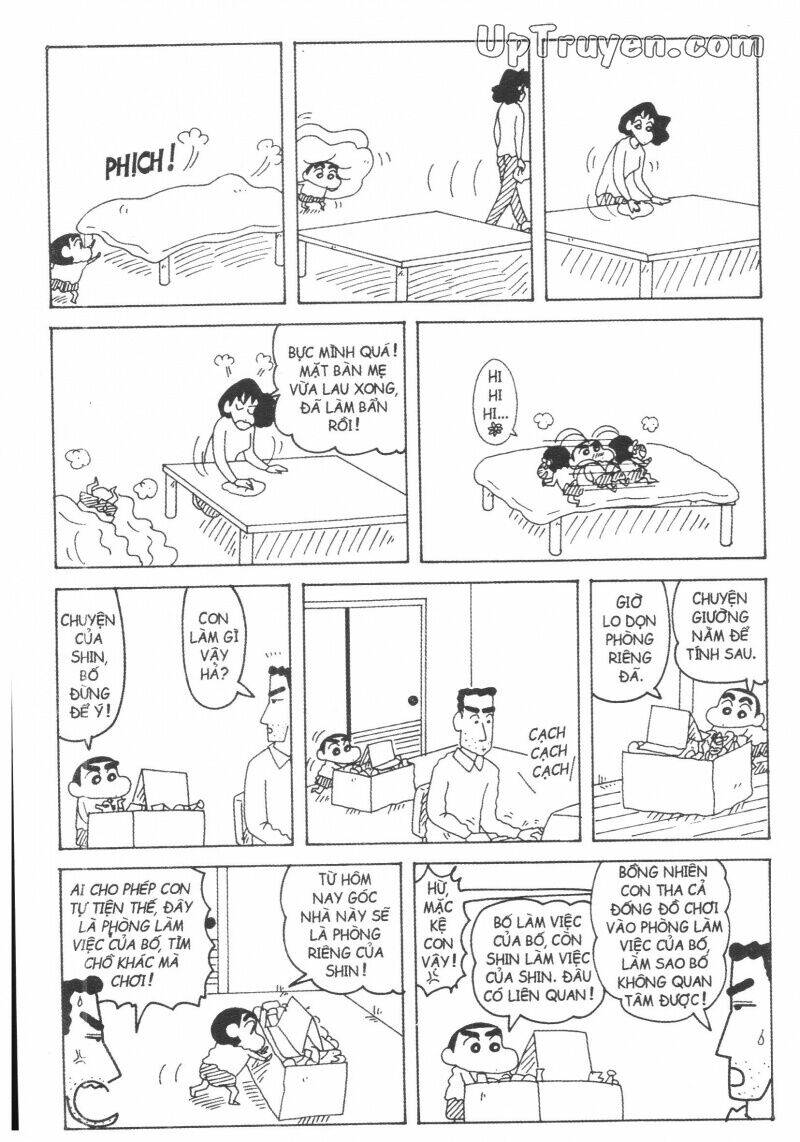 UpTruyen.com
PHỊCH!
HI
HI
HI...
BỰC MÌNH QUÁ!
MẶT BÀN MẸ
VỪA LAU XONG,
ĐÃ LÀM BẨN
RỒI!
CHUYỆN
GIƯỜNG
NẰM ĐỂ
TÍNH SAU.
GIỜ
LO DỌN
PHÒNG
RIÊNG
ĐÃ.
CẠCH
CẠCH
CẠCH
CON
LÀM GÌ
VẬY
HẢ?
CHUYỆN
CỦA
SHIN,
BỐ
ĐỪNG
ĐỂ Ý!
BỖNG NHIÊN
CON THA CẢ
ĐỐNG ĐỒ CHƠI
VÀO PHÒNG LÀM
VIỆC CỦA BỐ,
LÀM SAO BỐ
KHÔNG QUAN
TÂM ĐƯỢC!
BỐ LÀM VIỆC
CỦA BỐ, CÒN
SHIN LÀM VIỆC
CỦA SHIN. ĐÂU
CÓ LIÊN QUAN!
HỪ,
MẶC
KỆ
CON
VẬY!
TỪ HÔM
NAY GÓC
NHÀ NÀY SẼ
LÀ PHÒNG
RIÊNG CỦA
SHIN!
AI CHO PHÉP CON
TỰ TIỆN THẾ, ĐÂY
LÀ PHÒNG LÀM
VIỆC CỦA BỐ, TÌM
CHỖ KHÁC MÀ
CHƠI!